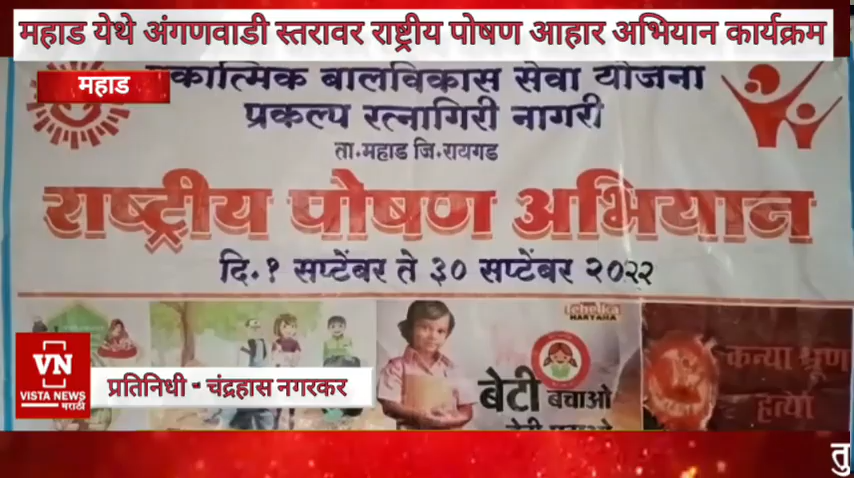 महाड येथे अंगणवाडी स्तरावर राष्ट्रीय पोषण आहार अभियान कार्यक्रम
महाड
कात्मिक बालविकास सेवा योजना
प्रकल्प रत्नागिरी नागरी
ता.महाड जि.रायगड
राष्ट्रीय पोषण अभियान
दि.१ सप्टेंबर ते ३० सप्टेंबर २०२२
HARYANA
बेटी बचाओ
कन्या भ्रूण
हत्या
VN
VISTA NEWS
मराठी
प्रतिनिधी - चंद्रहास नगरकर
तु